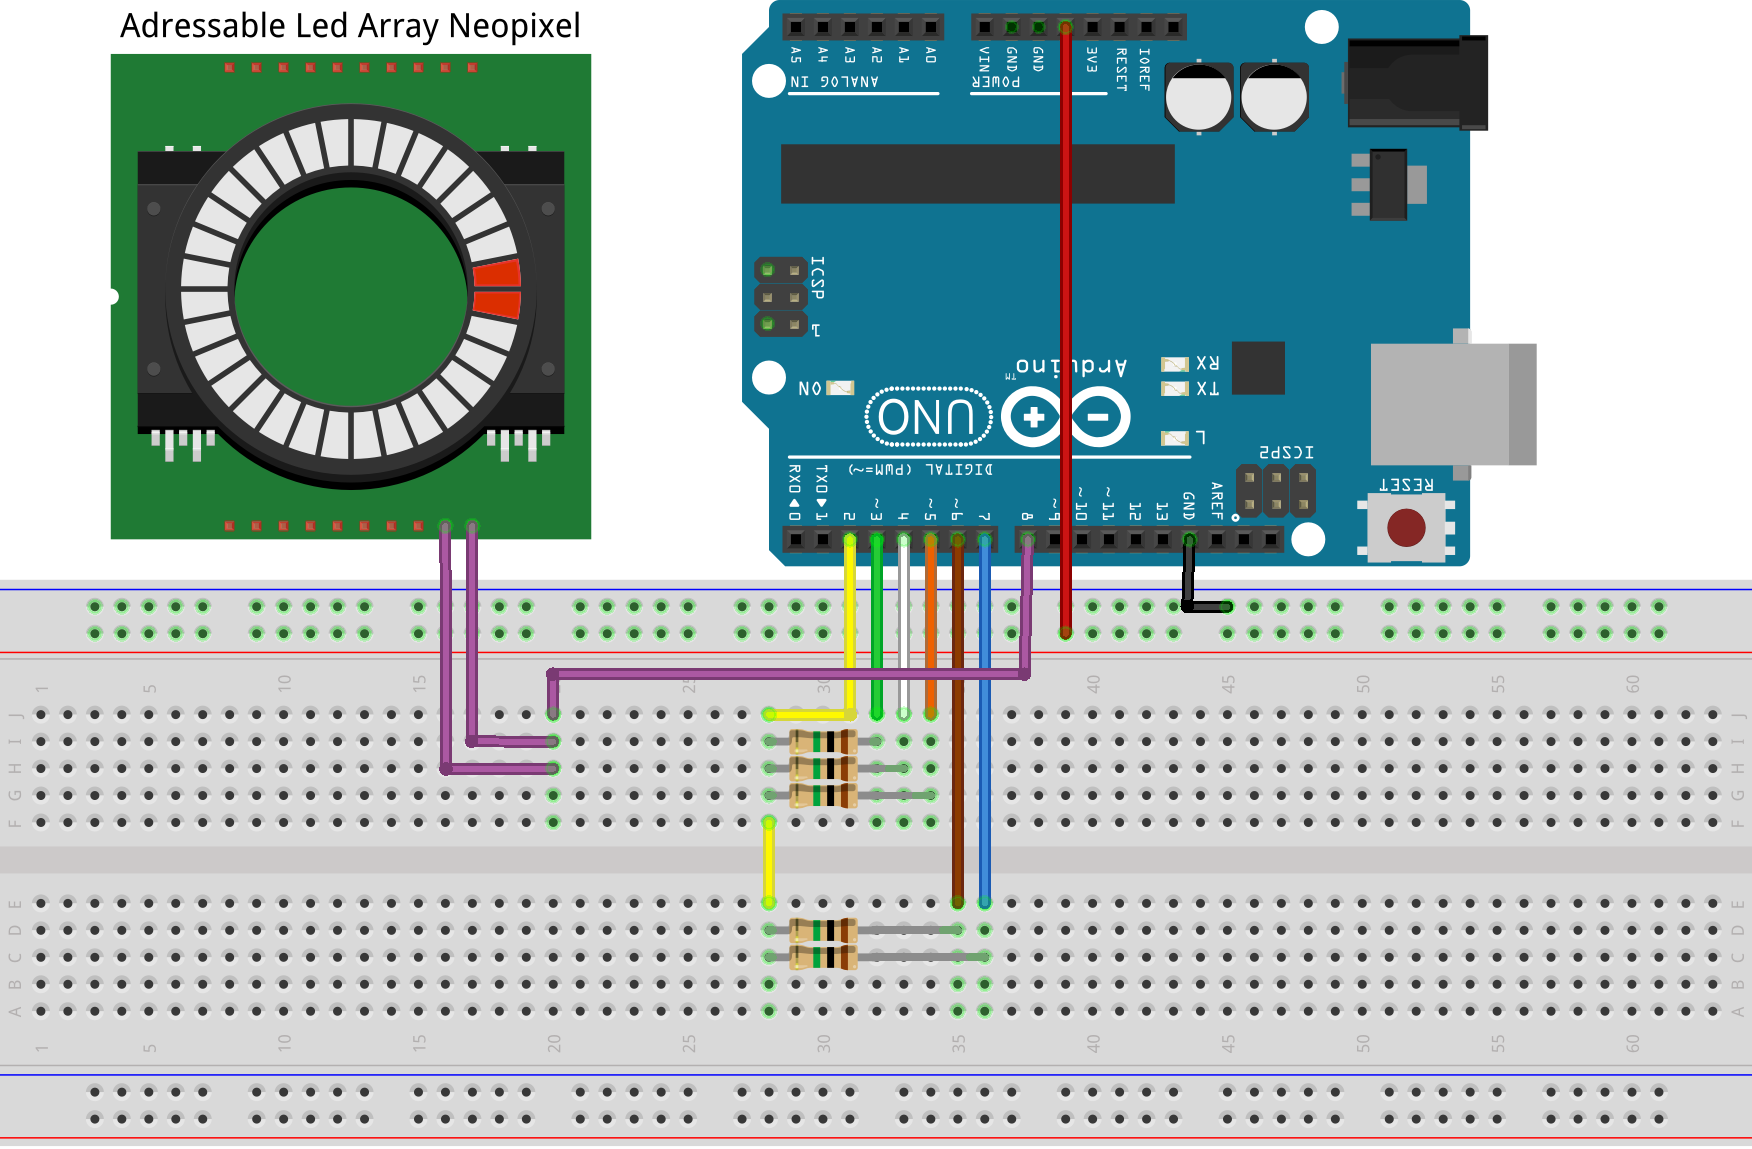 Adressable Led Array Neopixel
A5 A4 A3 A2 A1 A0 VIN GND GND 3V3 RESET IOREF
ANALOG IN POWER
ICSP
1
Arduino
TM
ON
UNO
RX
TX
L
ICSP2
RESET
DIGITAL (PWM=~)
RX0 ◀ 0 TX0 ▶ 1 2 ~3 4 ~5 ~6 7 8 ~9 ~10 ~11 12 13 GND AREF
1 5 10 15 25 30 40 45 50 55 60
J J
I I
H H
G G
F F
E E
D D
C C
B B
A A
1 5 10 15 20 25 30 35 40 45 50 55 60